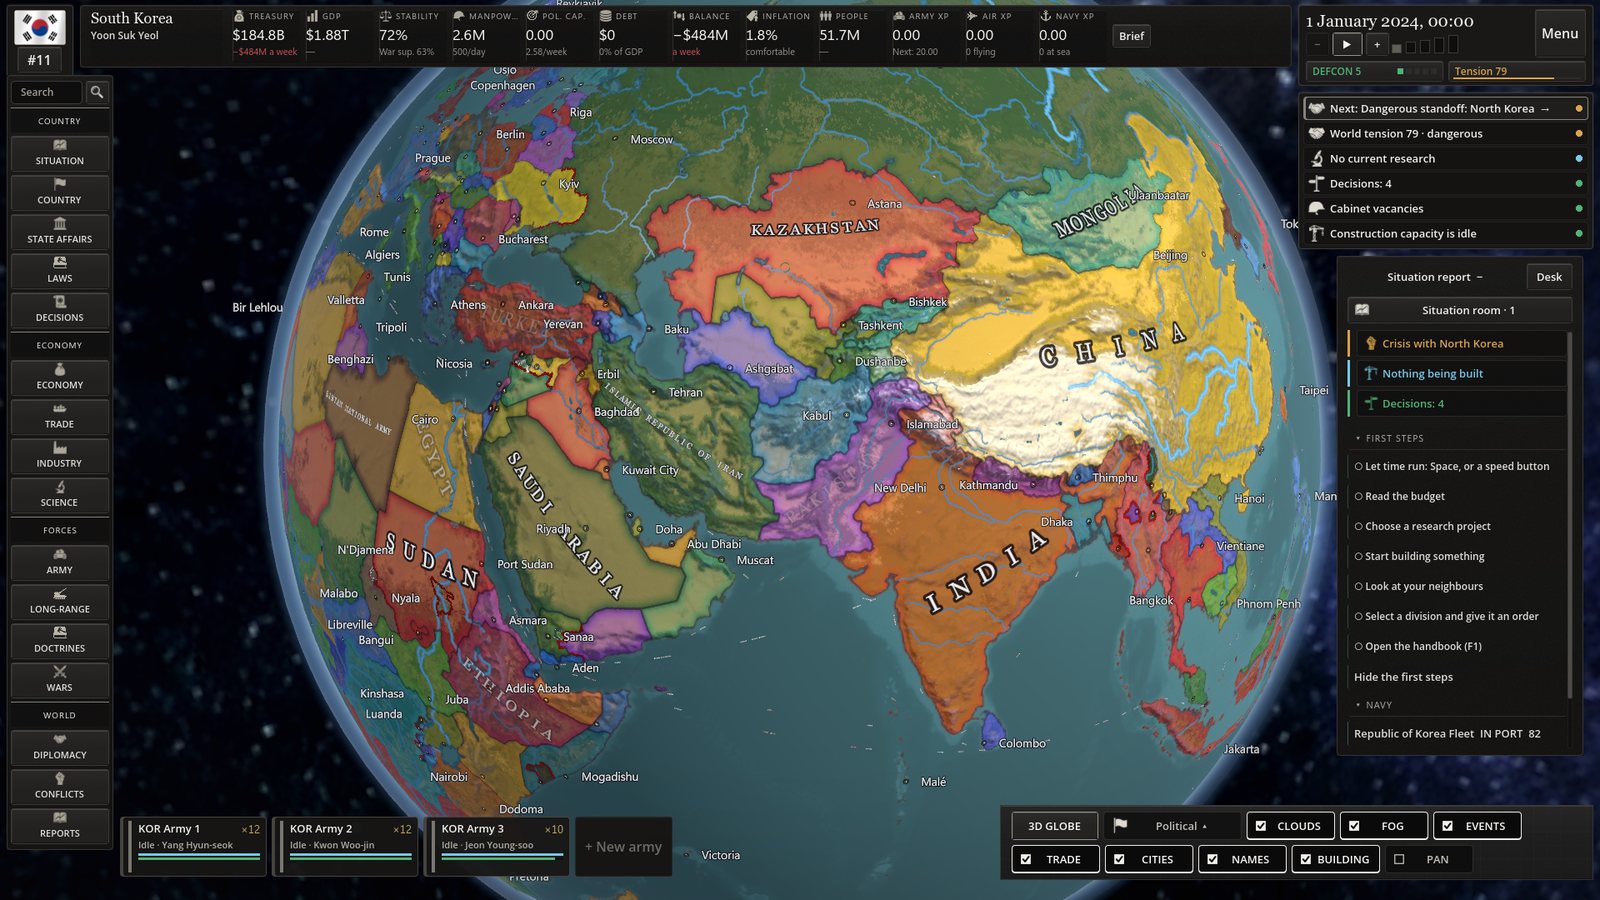 South Korea
Yoon Suk Yeol
#11
TREASURY
$184.8B
−$484M a week
GDP
$1.88T
—
STABILITY
72%
War sup. 63%
MANPOW...
2.6M
500/day
POL. CAP.
0.00
2.58/week
DEBT
$0
0% of GDP
BALANCE
−$484M
a week
INFLATION
1.8%
comfortable
PEOPLE
51.7M
—
ARMY XP
0.00
Next: 20.00
AIR XP
0.00
0 flying
NAVY XP
0.00
0 at sea
Brief
1 January 2024, 00:00
−
+
Menu
DEFCON 5
Tension 79
Search
COUNTRY
SITUATION
COUNTRY
STATE AFFAIRS
LAWS
DECISIONS
ECONOMY
ECONOMY
TRADE
INDUSTRY
SCIENCE
FORCES
ARMY
LONG-RANGE
DOCTRINES
WARS
WORLD
DIPLOMACY
CONFLICTS
REPORTS
Next: Dangerous standoff: North Korea →
World tension 79 · dangerous
No current research
Decisions: 4
Cabinet vacancies
Construction capacity is idle
Situation report −
Desk
Situation room · 1
Crisis with North Korea
Nothing being built
Decisions: 4
FIRST STEPS
Let time run: Space, or a speed button
Read the budget
Choose a research project
Start building something
Look at your neighbours
Select a division and give it an order
Open the handbook (F1)
Hide the first steps
NAVY
Republic of Korea Fleet IN PORT 82
Reykjavik
Oslo
Copenhagen
Riga
Berlin
Moscow
Prague
Kyiv
Rome
Algiers
Bucharest
Tunis
Valletta
Athens
Ankara
TURKEY
Yerevan
Baku
Tripoli
Bir Lehlou
Benghazi
Nicosia
Erbil
Tehran
Baghdad
ISLAMIC REPUBLIC OF IRAN
LIBYAN NATIONAL ARMY
Cairo
EGYPT
Kuwait City
SAUDI ARABIA
Riyadh
Doha
Abu Dhabi
Muscat
KAZAKHSTAN
Astana
MONGOLIA
Ulaanbaatar
Beijing
Tok
Bishkek
Tashkent
Dushanbe
Ashgabat
CHINA
Kabul
Islamabad
PAKISTAN
New Delhi
Kathmandu
Thimphu
Dhaka
INDIA
Taipei
Hanoi
Man
Vientiane
Bangkok
Phnom Penh
Colombo
Malé
Jakarta
N'Djamena
SUDAN
Port Sudan
Nyala
Malabo
Libreville
Bangui
Asmara
Sanaa
Aden
Addis Ababa
ETHIOPIA
Juba
Kinshasa
Luanda
Nairobi
Mogadishu
Dodoma
Victoria
Pretoria
KOR Army 1 ×12
Idle · Yang Hyun-seok
KOR Army 2 ×12
Idle · Kwon Woo-jin
KOR Army 3 ×10
Idle · Jeon Young-soo
+ New army
3D GLOBE
Political
CLOUDS
FOG
EVENTS
TRADE
CITIES
NAMES
BUILDING
PAN